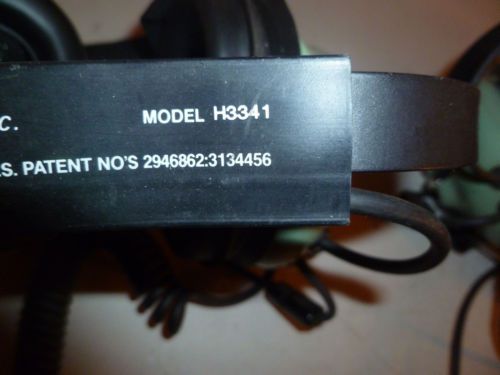 C.
MODEL H3341
.S. PATENT NO'S 2946862:3134456